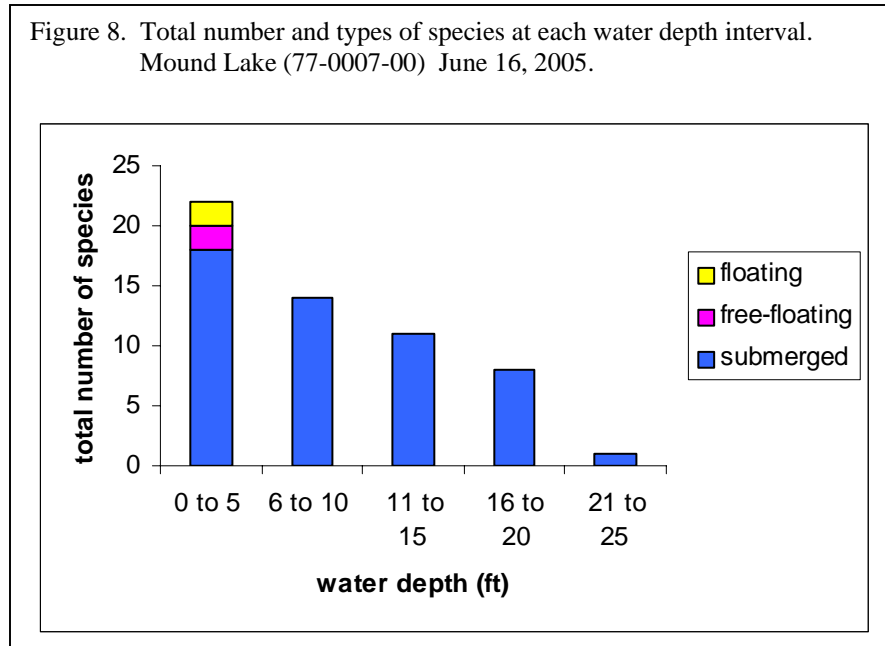 Figure 8. Total number and types of species at each water depth interval.
Mound Lake (77-0007-00) June 16, 2005.
total number of species
25
20
15
10
5
0
0 to 5
6 to 10
11 to
15
16 to
20
21 to
25
water depth (ft)
floating
free-floating
submerged